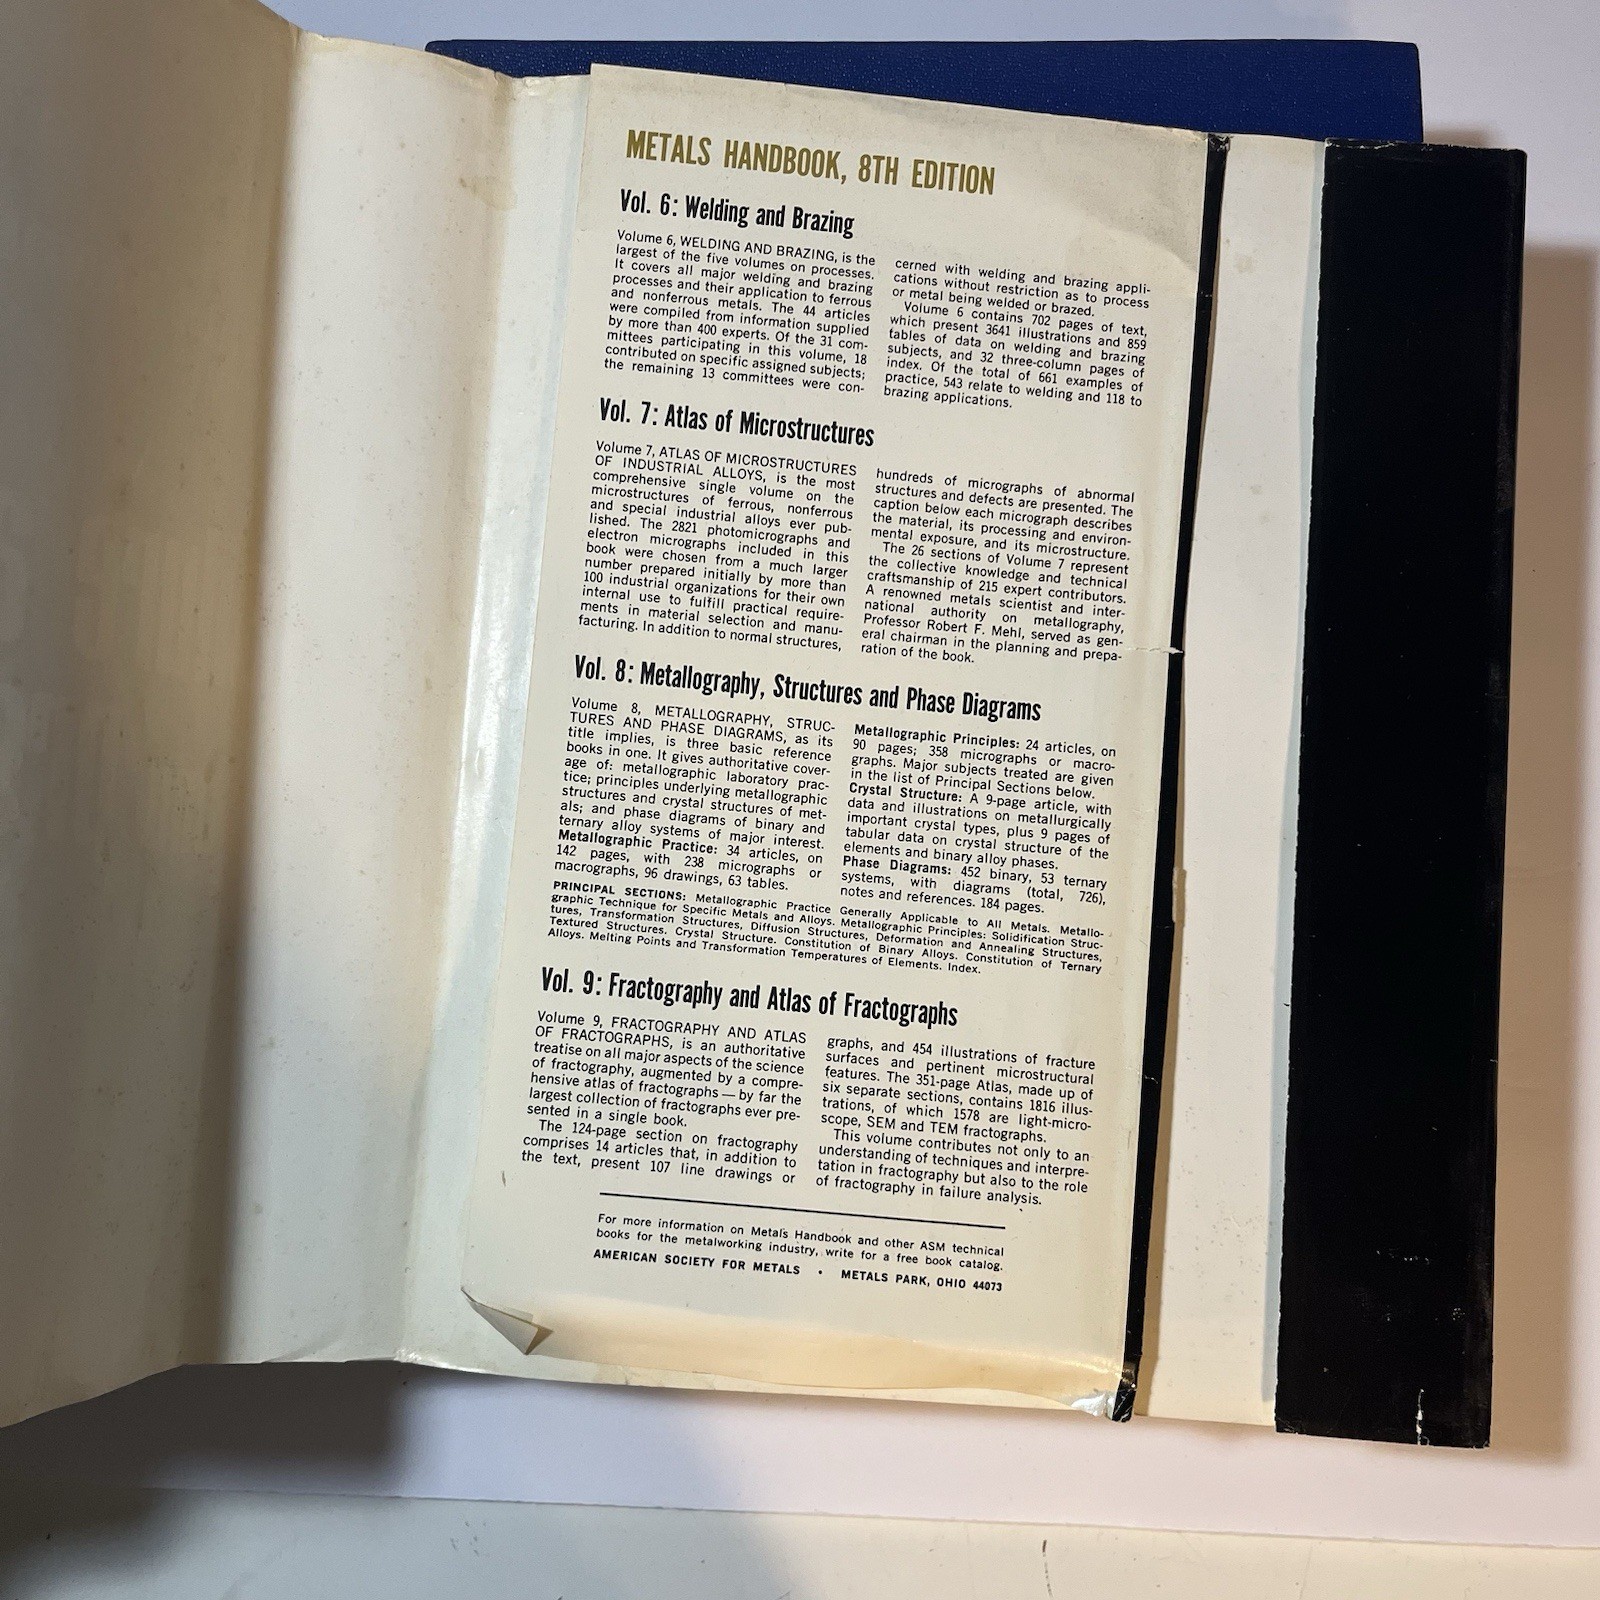 METALS HANDBOOK, 8TH EDITION
Vol. 6: Welding and Brazing
Volume 6, WELDING AND BRAZING, is the
largest of the five volumes on processes.
It covers all major welding and brazing
processes and their application to ferrous
and nonferrous metals. The 44 articles
were compiled from information supplied
by more than 400 experts. Of the 31 com-
mittees participating in this volume, 18
contributed on specific assigned subjects;
the remaining 13 committees were con-
cerned with welding and brazing appli-
cations without restriction as to process
or metal being welded or brazed.
Volume 6 contains 702 pages of text,
which present 3641 illustrations and 859
tables of data on welding and brazing
subjects, and 32 three-column pages of
index. Of the total of 661 examples of
practice, 543 relate to welding and 118 to
brazing applications.
Vol. 7: Atlas of Microstructures
Volume 7, ATLAS OF MICROSTRUCTURES
OF INDUSTRIAL ALLOYS, is the most
comprehensive single volume on the
microstructures of ferrous, nonferrous
and special industrial alloys ever pub-
lished. The 2821 photomicrographs and
electron micrographs included in this
book were chosen from a much larger
number prepared initially by more than
100 industrial organizations for their own
internal use to fulfill practical require-
ments in material selection and manu-
facturing. In addition to normal structures,
hundreds of micrographs of abnormal
structures and defects are presented. The
caption below each micrograph describes
the material, its processing and environ-
mental exposure, and its microstructure.
The 26 sections of Volume 7 represent
the collective knowledge and technical
craftsmanship of 215 expert contributors.
A renowned metals scientist and inter-
national authority on metallography,
Professor Robert F. Mehl, served as gen-
eral chairman in the planning and prepa-
ration of the book.
Vol. 8: Metallography, Structures and Phase Diagrams
Volume 8, METALLOGRAPHY, STRUC-
TURES AND PHASE DIAGRAMS, as its
title implies, is three basic reference
books in one. It gives authoritative cover-
age of: metallographic laboratory prac-
tice; principles underlying metallographic
structures and crystal structures of met-
als; and phase diagrams of binary and
ternary alloy systems of major interest.
Metallographic Practice: 34 articles, on
142 pages, with 238 micrographs or
macrographs, 96 drawings, 63 tables.
Metallographic Principles: 24 articles, on
90 pages; 358 micrographs or macro-
graphs. Major subjects treated are given
in the list of Principal Sections below.
Crystal Structure: A 9-page article, with
data and illustrations on metallurgically
important crystal types, plus 9 pages of
tabular data on crystal structure of the
elements and binary alloy phases.
Phase Diagrams: 452 binary, 53 ternary
systems, with diagrams (total, 726),
notes and references. 184 pages.
PRINCIPAL SECTIONS: Metallographic Practice Generally Applicable to All Metals. Metallo-
graphic Technique for Specific Metals and Alloys. Metallographic Principles: Solidification Struc-
tures, Transformation Structures, Diffusion Structures, Deformation and Annealing Structures,
Textured Structures. Crystal Structure. Constitution of Binary Alloys. Constitution of Ternary
Alloys. Melting Points and Transformation Temperatures of Elements. Index.
Vol. 9: Fractography and Atlas of Fractographs
Volume 9, FRACTOGRAPHY AND ATLAS
OF FRACTOGRAPHS, is an authoritative
treatise on all major aspects of the science
of fractography, augmented by a compre-
hensive atlas of fractographs — by far the
largest collection of fractographs ever pre-
sented in a single book.
The 124-page section on fractography
comprises 14 articles that, in addition to
the text, present 107 line drawings or
graphs, and 454 illustrations of fracture
surfaces and pertinent microstructural
features. The 351-page Atlas, made up of
six separate sections, contains 1816 illus-
trations, of which 1578 are light-micro-
scope, SEM and TEM fractographs.
This volume contributes not only to an
understanding of techniques and interpre-
tation in fractography but also to the role
of fractography in failure analysis.
For more information on Metals Handbook and other ASM technical
books for the metalworking industry, write for a free book catalog.
AMERICAN SOCIETY FOR METALS • METALS PARK, OHIO 44073